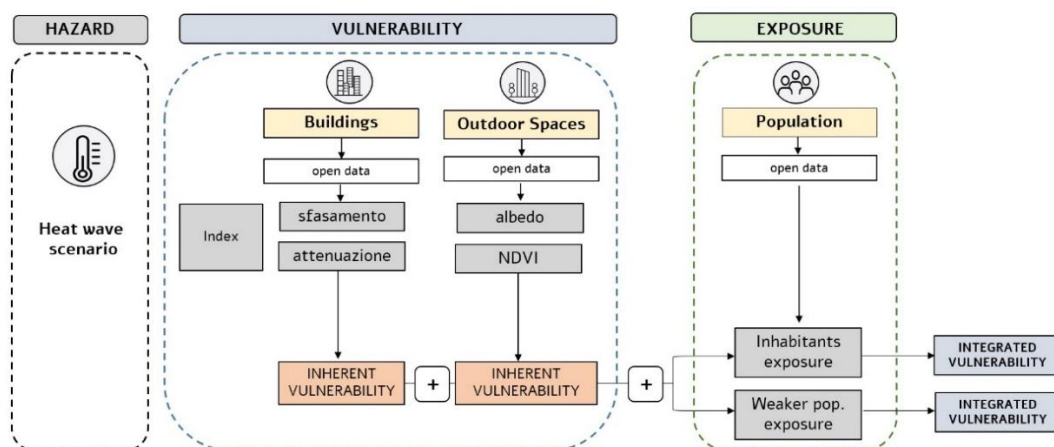 HAZARD
VULNERABILITY
EXPOSURE
Buildings
Outdoor Spaces
Population
open data
open data
open data
Heat wave
scenario
Index
sfasamento
albedo
attenuazione
NDVI
INHERENT
VULNERABILITY
+
INHERENT
VULNERABILITY
+
Inhabitants
exposure
INTEGRATED
VULNERABILITY
Weaker pop.
exposure
INTEGRATED
VULNERABILITY